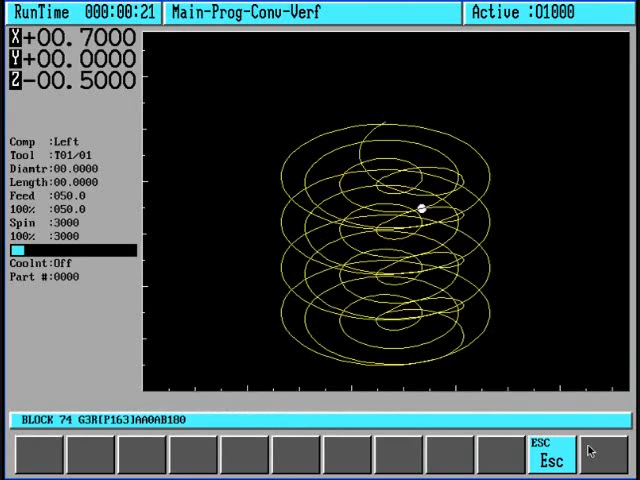 RunTime 000:00:21 Main-Prog-Conv-Verf Active :O1000
X+00.7000
Y+00.0000
Z-00.5000
Comp :Left
Tool :T01/01
Diamtr:00.0000
Length:00.0000
Feed :050.0
100% :050.0
Spin :3000
100% :3000
Coolnt:Off
Part #:0000
BLOCK 74 G3R[P163]AA0AB180
ESC
Esc